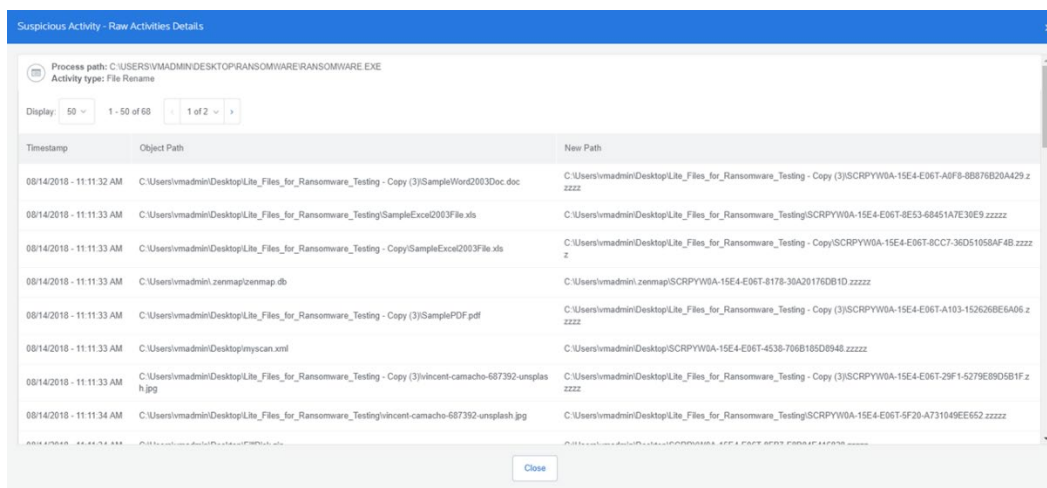 Suspicious Activity - Raw Activities Details
Process path: C:\USERS\VMADMIN\DESKTOP\RANSOMWARE\RANSOMWARE.EXE
Activity type: File Rename
Display: 50 1 - 50 of 68 1 of 2
Timestamp Object Path New Path
08/14/2018 - 11:11:32 AM C:\Users\vmadmin\Desktop\Lite_Files_for_Ransomware_Testing - Copy (3)\SampleWord2003Doc.doc C:\Users\vmadmin\Desktop\Lite_Files_for_Ransomware_Testing - Copy (3)\SCRPYW0A-15E4-E06T-A0F8-8B876B20A429.z
zzzz
08/14/2018 - 11:11:33 AM C:\Users\vmadmin\Desktop\Lite_Files_for_Ransomware_Testing\SampleExcel2003File.xls C:\Users\vmadmin\Desktop\Lite_Files_for_Ransomware_Testing\SCRPYW0A-15E4-E06T-8E53-68451A7E30E9.zzzzz
08/14/2018 - 11:11:33 AM C:\Users\vmadmin\Desktop\Lite_Files_for_Ransomware_Testing - Copy\SampleExcel2003File.xls C:\Users\vmadmin\Desktop\Lite_Files_for_Ransomware_Testing - Copy\SCRPYW0A-15E4-E06T-8CC7-36D51058AF4B.zzzz
z
08/14/2018 - 11:11:33 AM C:\Users\vmadmin\.zenmap\zenmap.db C:\Users\vmadmin\.zenmap\SCRPYW0A-15E4-E06T-8178-30A20176DB1D.zzzzz
08/14/2018 - 11:11:33 AM C:\Users\vmadmin\Desktop\Lite_Files_for_Ransomware_Testing - Copy (3)\SamplePDF.pdf C:\Users\vmadmin\Desktop\Lite_Files_for_Ransomware_Testing - Copy (3)\SCRPYW0A-15E4-E06T-A103-152626BE6A06.z
zzzz
08/14/2018 - 11:11:33 AM C:\Users\vmadmin\Desktop\myscan.xml C:\Users\vmadmin\Desktop\SCRPYW0A-15E4-E06T-4538-706B185D8948.zzzzz
08/14/2018 - 11:11:33 AM C:\Users\vmadmin\Desktop\Lite_Files_for_Ransomware_Testing - Copy (3)\vincent-camacho-687392-unsplas C:\Users\vmadmin\Desktop\Lite_Files_for_Ransomware_Testing - Copy (3)\SCRPYW0A-15E4-E06T-29F1-5279E89D5B1F.z
h.jpg zzzz
08/14/2018 - 11:11:34 AM C:\Users\vmadmin\Desktop\Lite_Files_for_Ransomware_Testing\vincent-camacho-687392-unsplash.jpg C:\Users\vmadmin\Desktop\Lite_Files_for_Ransomware_Testing\SCRPYW0A-15E4-E06T-5F20-A731049EE652.zzzzz
Close